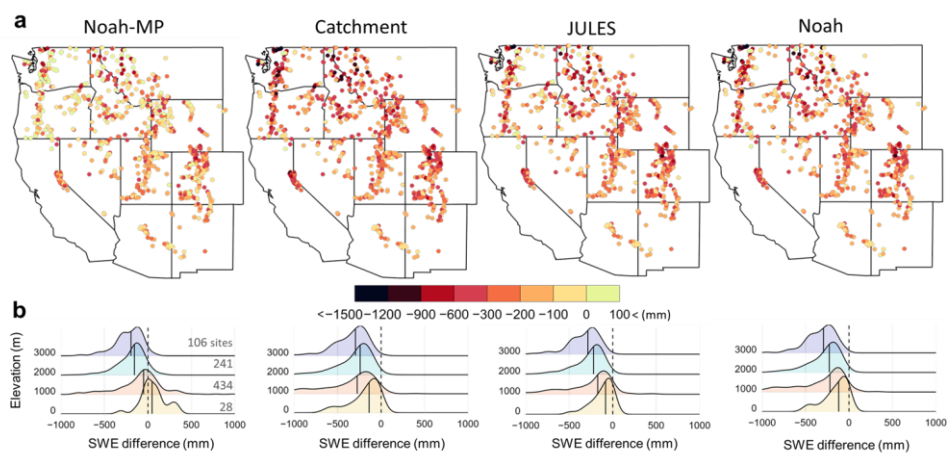 a
Noah-MP Catchment JULES Noah
<−1500 −1200 −900 −600 −300 −200 −100 0 100< (mm)
b
Elevation (m)
3000 106 sites 3000 3000 3000
2000 241 2000 2000 2000
1000 434 1000 1000 1000
0 28 0 0 0
−1000 −500 0 500 1000 −1000 −500 0 500 1000 −1000 −500 0 500 1000 −1000 −500 0 500 1000
SWE difference (mm) SWE difference (mm) SWE difference (mm) SWE difference (mm)